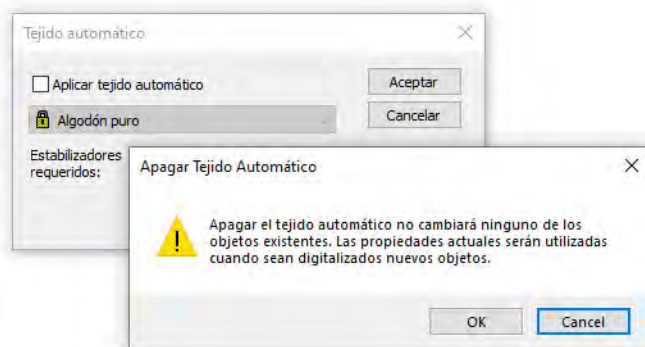 Tejido automático
Aplicar tejido automático
Aceptar
Algodón puro
Cancelar
Estabilizadores
requeridos:
Apagar Tejido Automático
Apagar el tejido automático no cambiará ninguno de los
objetos existentes. Las propiedades actuales serán utilizadas
cuando sean digitalizados nuevos objetos.
OK
Cancel